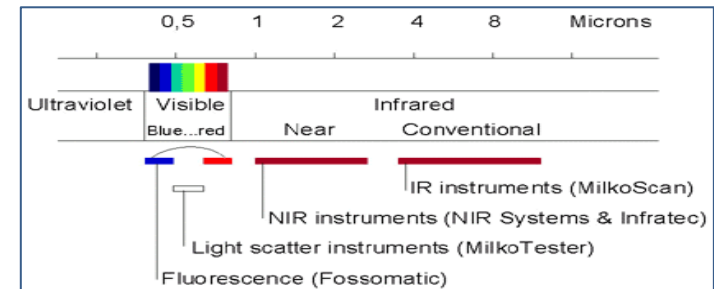 0,5 1 2 4 8 Microns
Ultraviolet Visible Infrared
Blue...red Near Conventional
IR instruments (MilkoScan)
NIR instruments (NIR Systems & Infratec)
Light scatter instruments (MilkoTester)
Fluorescence (Fossomatic)